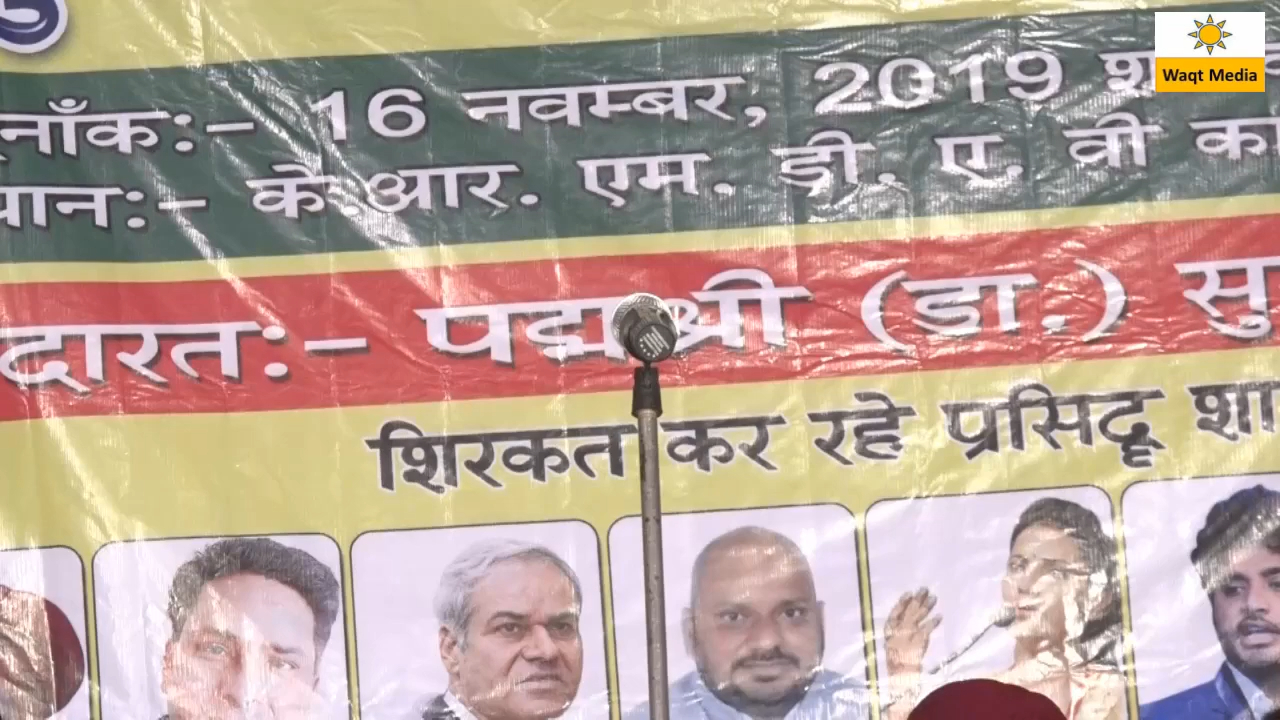 Waqt Media
नाँक:- 16 नवम्बर, 2019
के.आर. एम. डी. ए. वी
दारत:- पद्मश्री (डा.) सु
शिरकत कर रहे प्रसिद्ध शा